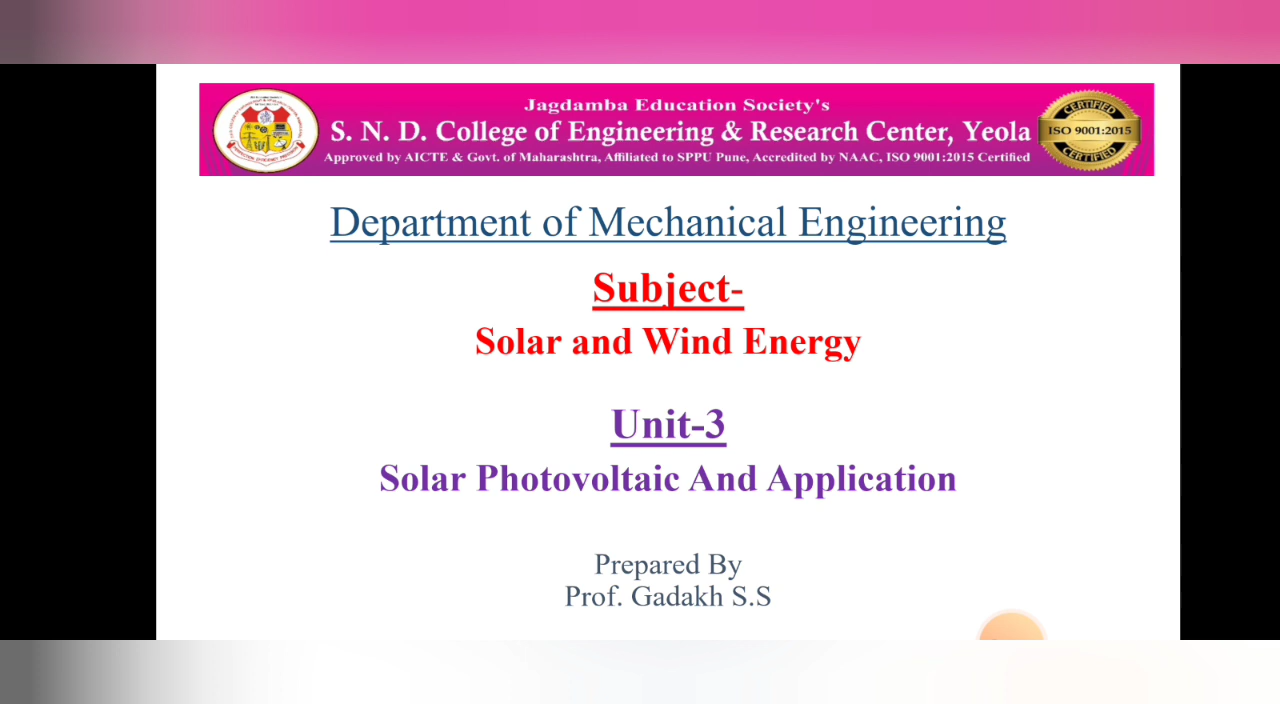 Jagdamba Education Society's
S. N. D. College of Engineering & Research Center, Yeola
Approved by AICTE & Govt. of Maharashtra, Affiliated to SPPU Pune, Accredited by NAAC, ISO 9001:2015 Certified
CERTIFIED
ISO 9001:2015
CERTIFIED
Department of Mechanical Engineering
Subject-
Solar and Wind Energy
Unit-3
Solar Photovoltaic And Application
Prepared By
Prof. Gadakh S.S